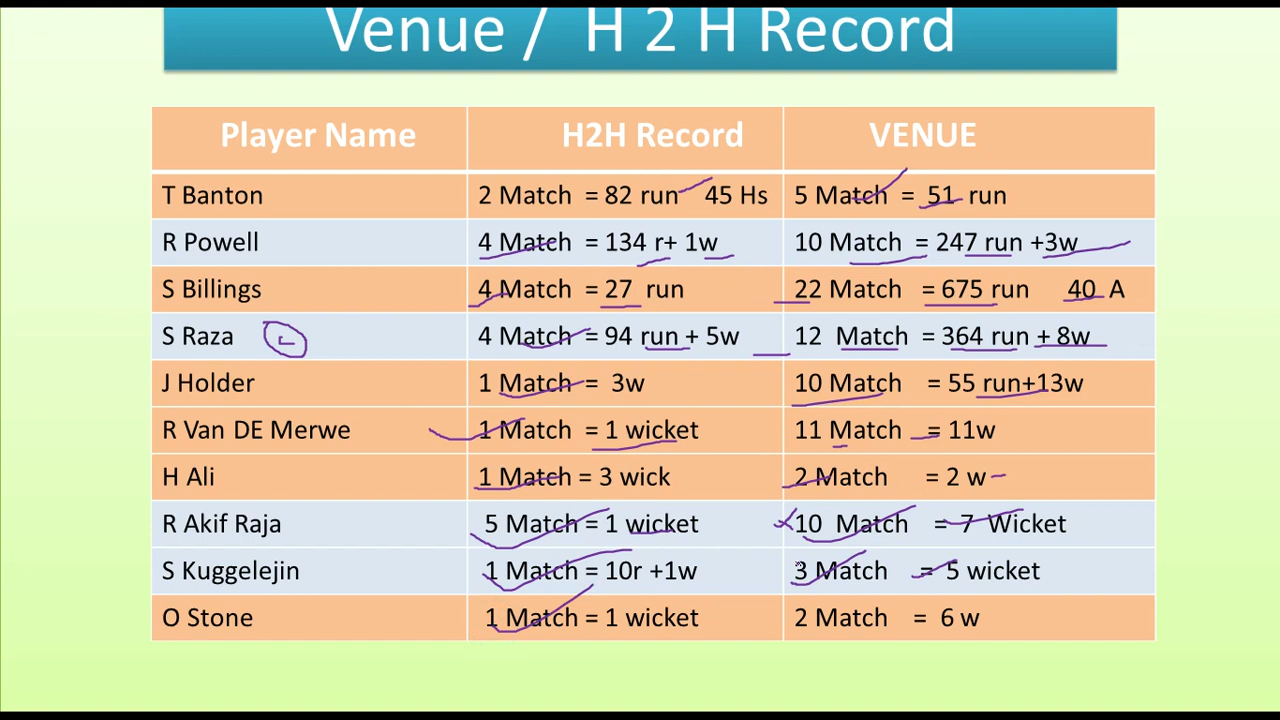 Venue / H 2 H Record
Player Name H2H Record VENUE
T Banton 2 Match = 82 run 45 Hs 5 Match = 51 run
R Powell 4 Match = 134 r+ 1w 10 Match = 247 run +3w
S Billings 4 Match = 27 run 22 Match = 675 run 40 A
S Raza 4 Match = 94 run + 5w 12 Match = 364 run + 8w
J Holder 1 Match = 3w 10 Match = 55 run+13w
R Van DE Merwe 1 Match = 1 wicket 11 Match = 11w
H Ali 1 Match = 3 wick 2 Match = 2 w
R Akif Raja 5 Match = 1 wicket 10 Match = 7 Wicket
S Kuggelejin 1 Match = 10r +1w 3 Match = 5 wicket
O Stone 1 Match = 1 wicket 2 Match = 6 w